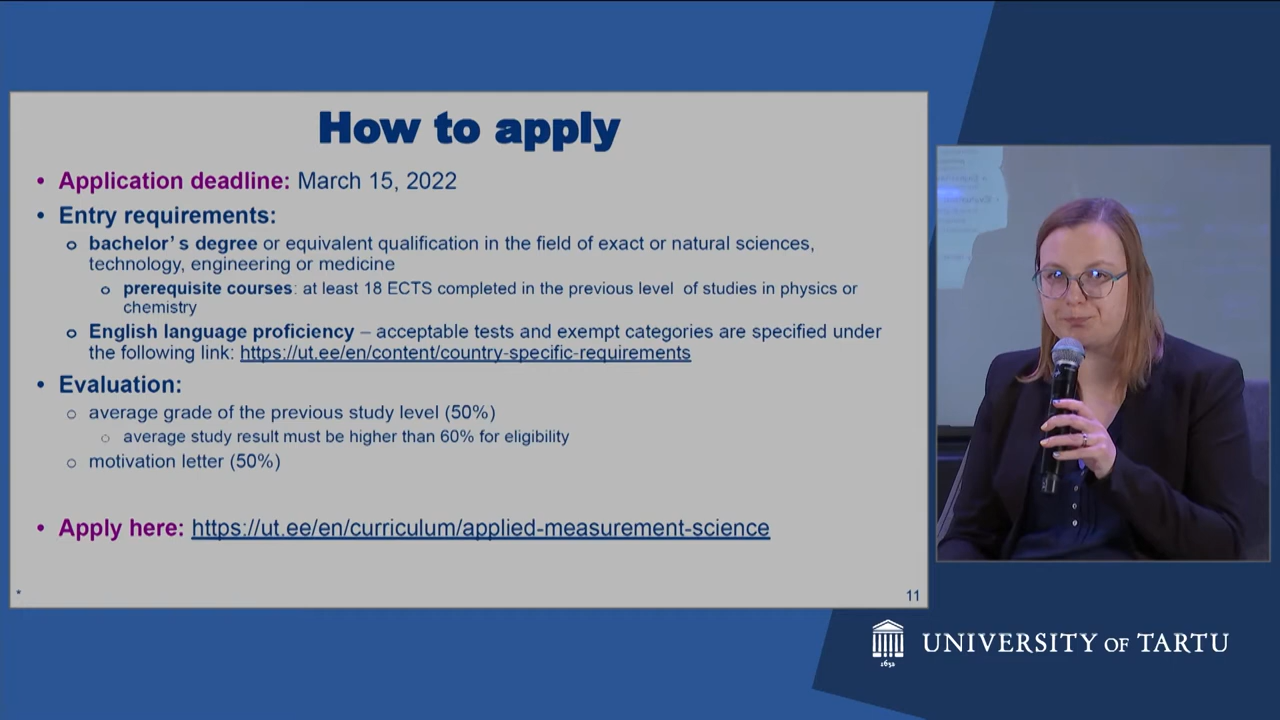 How to apply
• Application deadline: March 15, 2022
• Entry requirements:
o bachelor's degree or equivalent qualification in the field of exact or natural sciences,
technology, engineering or medicine
o prerequisite courses: at least 18 ECTS completed in the previous level of studies in physics or
chemistry
o English language proficiency – acceptable tests and exempt categories are specified under
the following link: https://ut.ee/en/content/country-specific-requirements
• Evaluation:
o average grade of the previous study level (50%)
o average study result must be higher than 60% for eligibility
o motivation letter (50%)
• Apply here: https://ut.ee/en/curriculum/applied-measurement-science
* 11
1632
UNIVERSITY OF TARTU